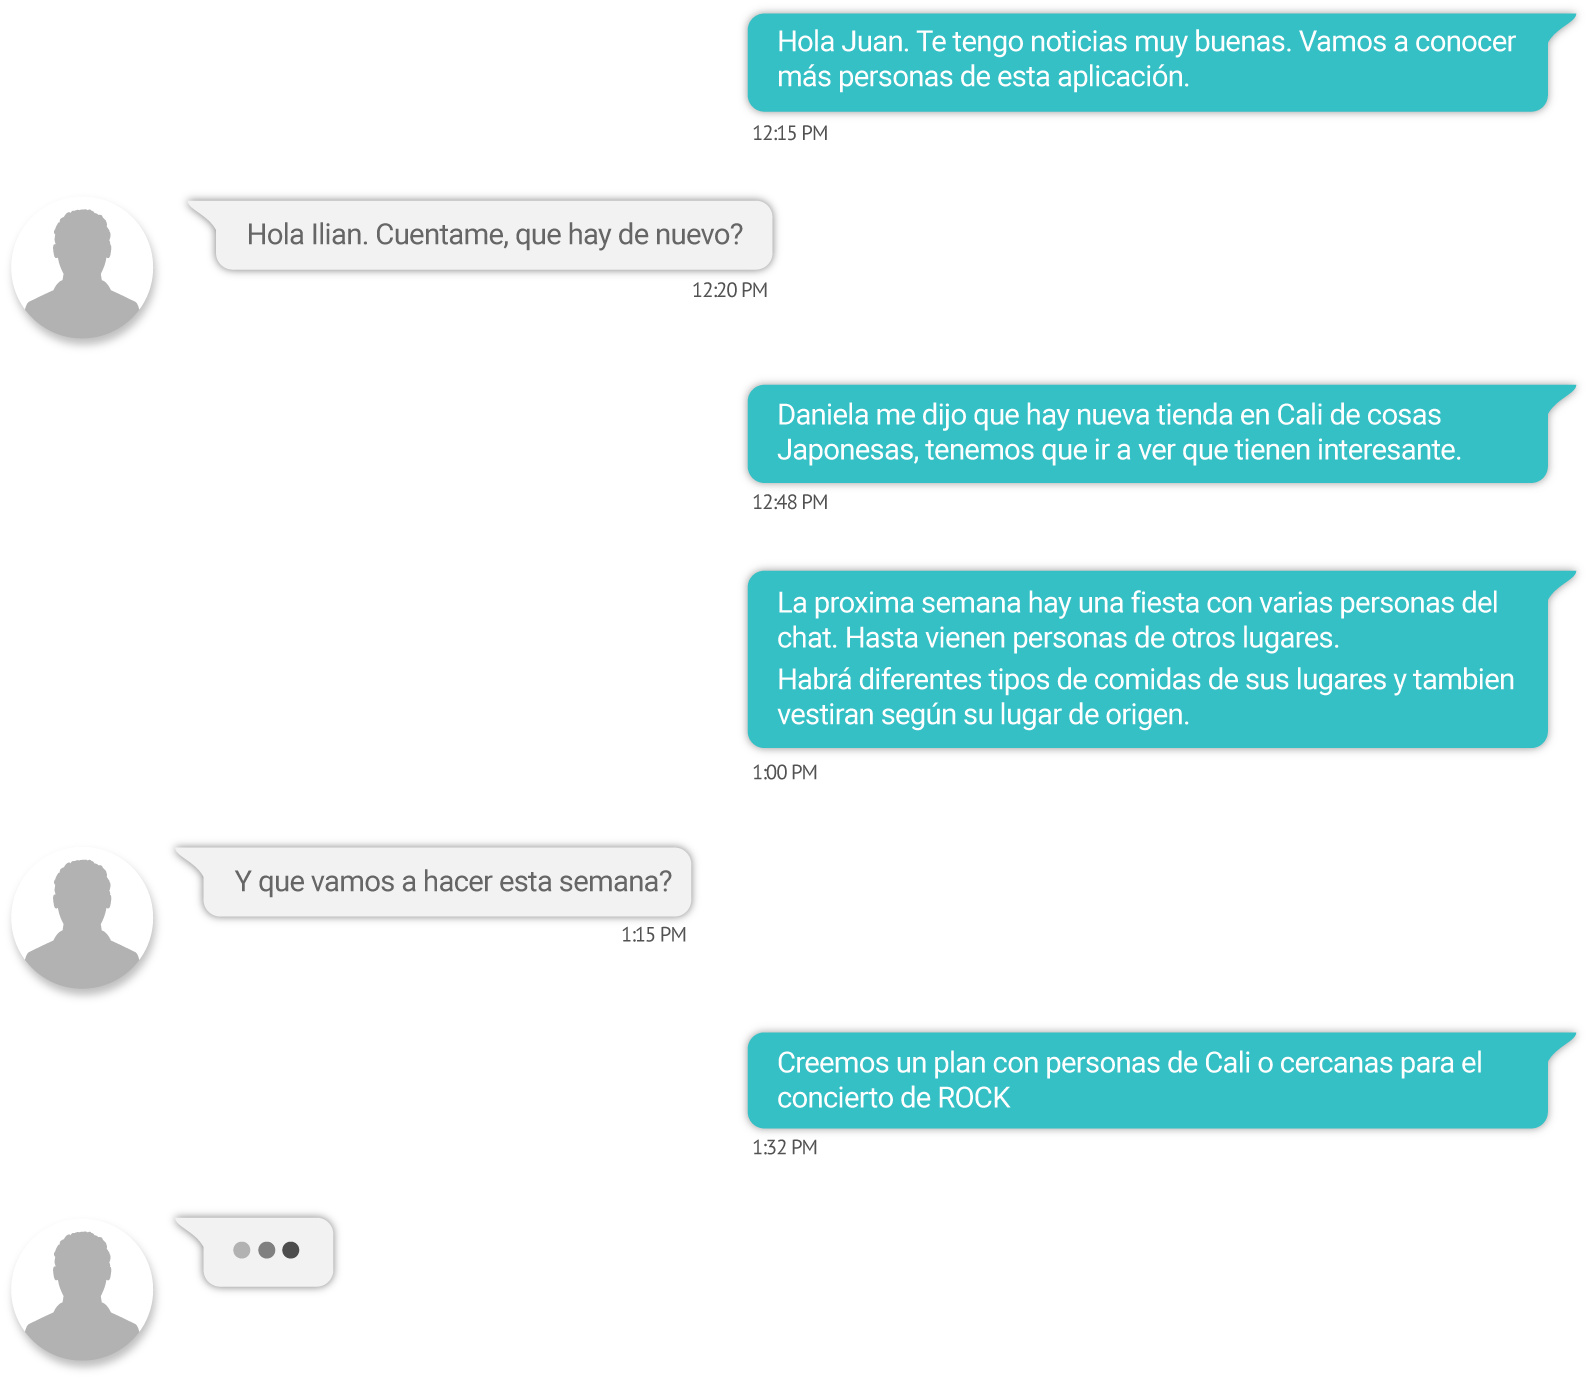 Hola Juan. Te tengo noticias muy buenas. Vamos a conocer
más personas de esta aplicación.
12:15 PM
Hola Ilian. Cuentame, que hay de nuevo?
12:20 PM
Daniela me dijo que hay nueva tienda en Cali de cosas
Japonesas, tenemos que ir a ver que tienen interesante.
12:48 PM
La proxima semana hay una fiesta con varias personas del
chat. Hasta vienen personas de otros lugares.
Habrá diferentes tipos de comidas de sus lugares y tambien
vestiran según su lugar de origen.
1:00 PM
Y que vamos a hacer esta semana?
1:15 PM
Creemos un plan con personas de Cali o cercanas para el
concierto de ROCK
1:32 PM